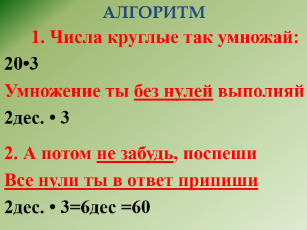 АЛГОРИТМ
1. Числа круглые так умножай:
20•3
Умножение ты без нулей выполняй
2дес. • 3
2. А потом не забудь, поспеши
Все нули ты в ответ припиши
2дес. • 3=6дес =60